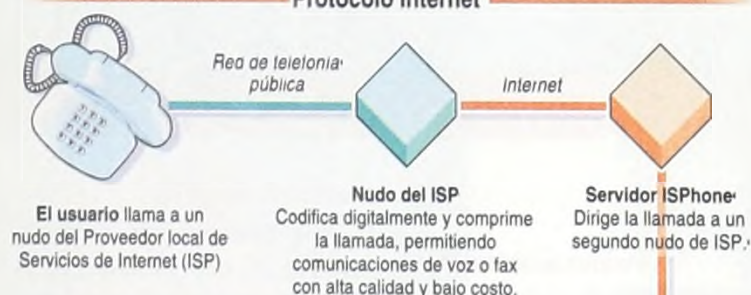 Protocolo Internet
Red de telefonía
pública
Internet
El usuario llama a un
nudo del Proveedor local de
Servicios de Internet (ISP)
Nudo del ISP
Codifica digitalmente y comprime
la llamada, permitiendo
comunicaciones de voz o fax
con alta calidad y bajo costo.
Servidor ISPhone
Dirige la llamada a un
segundo nudo de ISP.